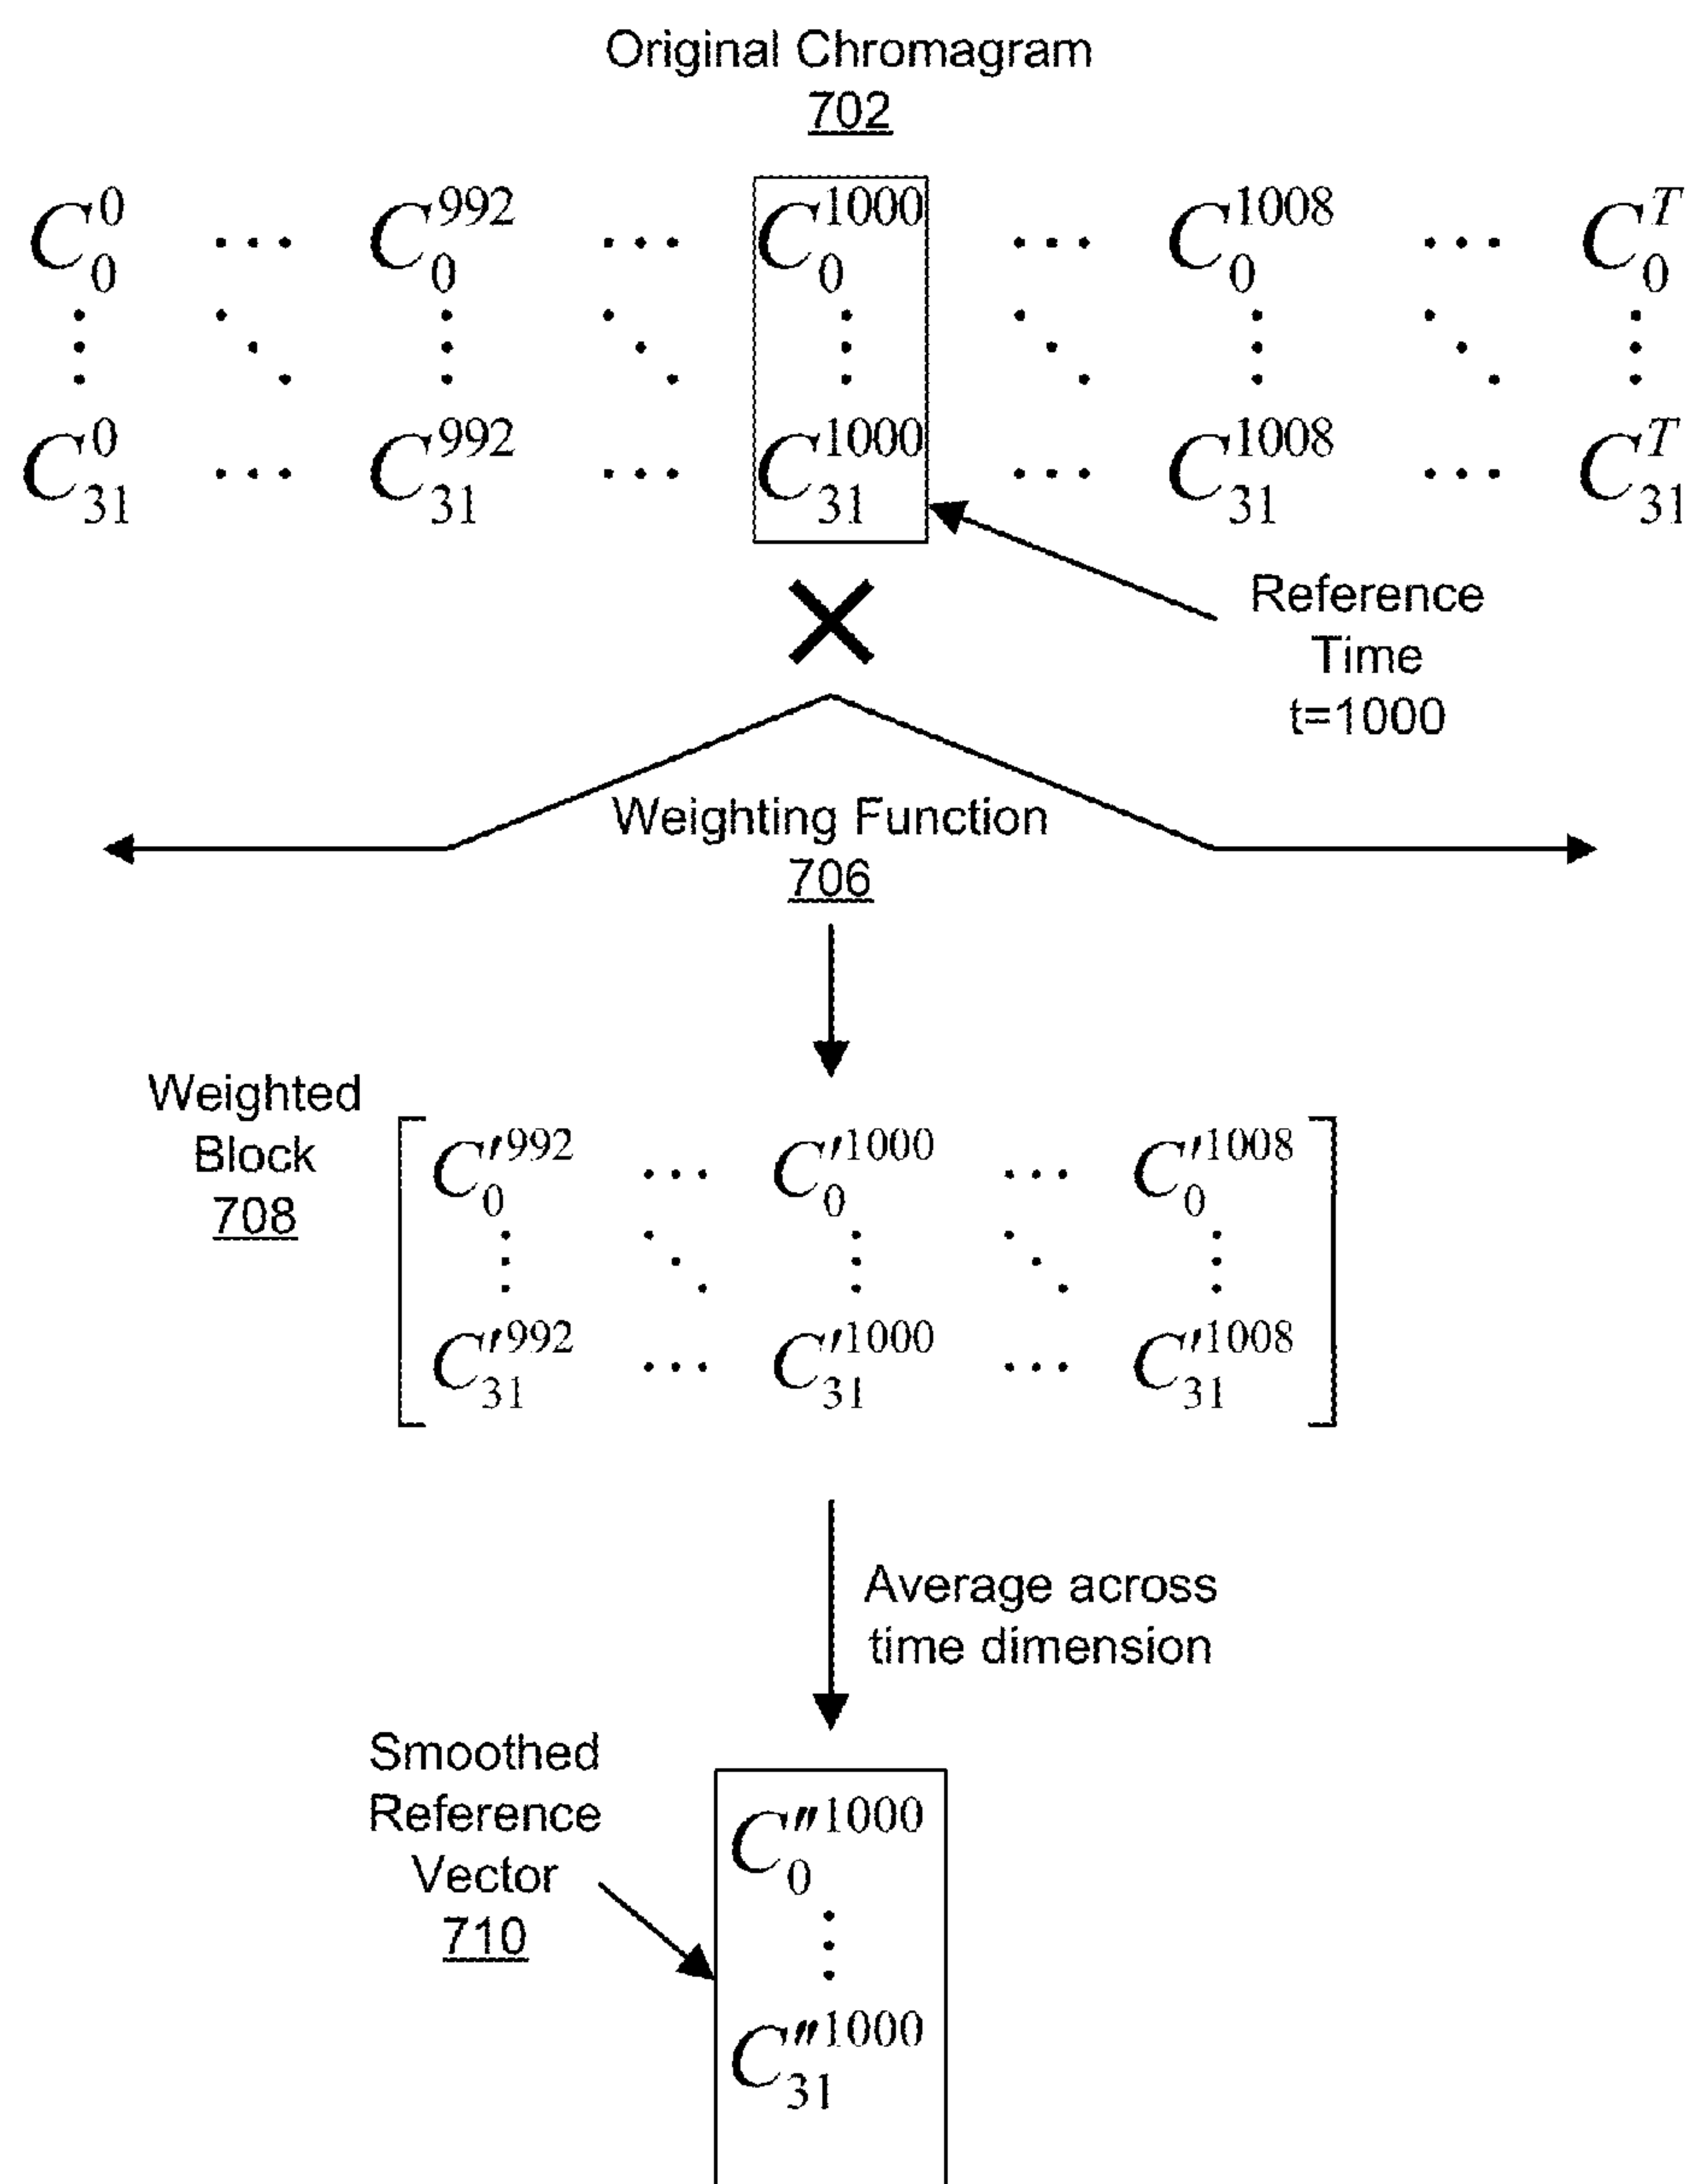 Original Chromagram
702
C_0^0 ... C_0^992 ... C_0^1000 ... C_0^1008 ... C_0^T
C_31^0 ... C_31^992 ... C_31^1000 ... C_31^1008 ... C_31^T
Reference
Time
t=1000
Weighting Function
706
Weighted
Block
708
C'_0^992 ... C'_0^1000 ... C'_0^1008
C'_31^992 ... C'_31^1000 ... C'_31^1008
Average across
time dimension
Smoothed
Reference
Vector
710
C''_0^1000
C''_31^1000